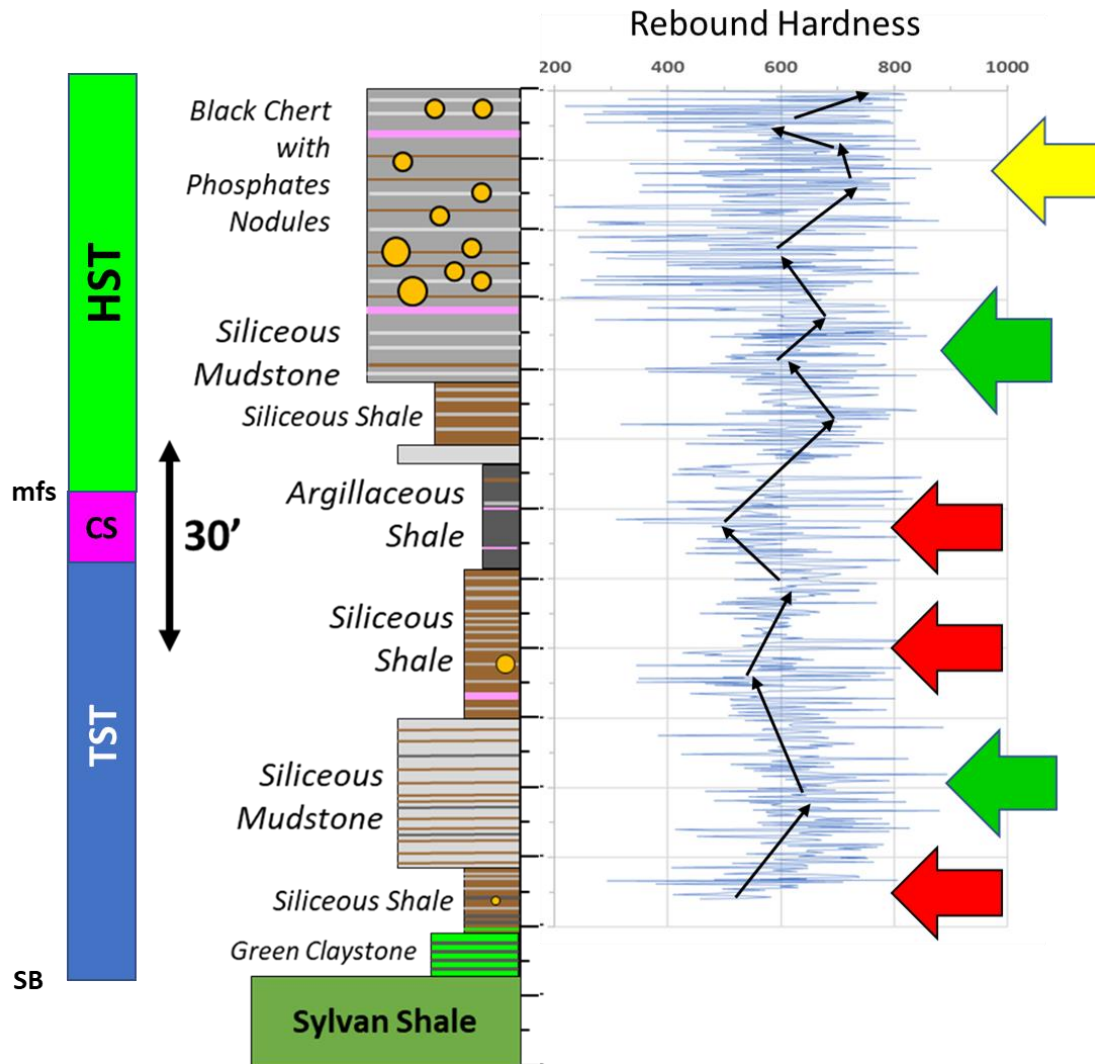 Rebound Hardness
200 400 600 800 1000
Black Chert
with
Phosphates
Nodules
HST
Siliceous
Mudstone
Siliceous Shale
mfs
Argillaceous
CS
30’
Shale
Siliceous
Shale
TST
Siliceous
Mudstone
Siliceous Shale
Green Claystone
SB
Sylvan Shale